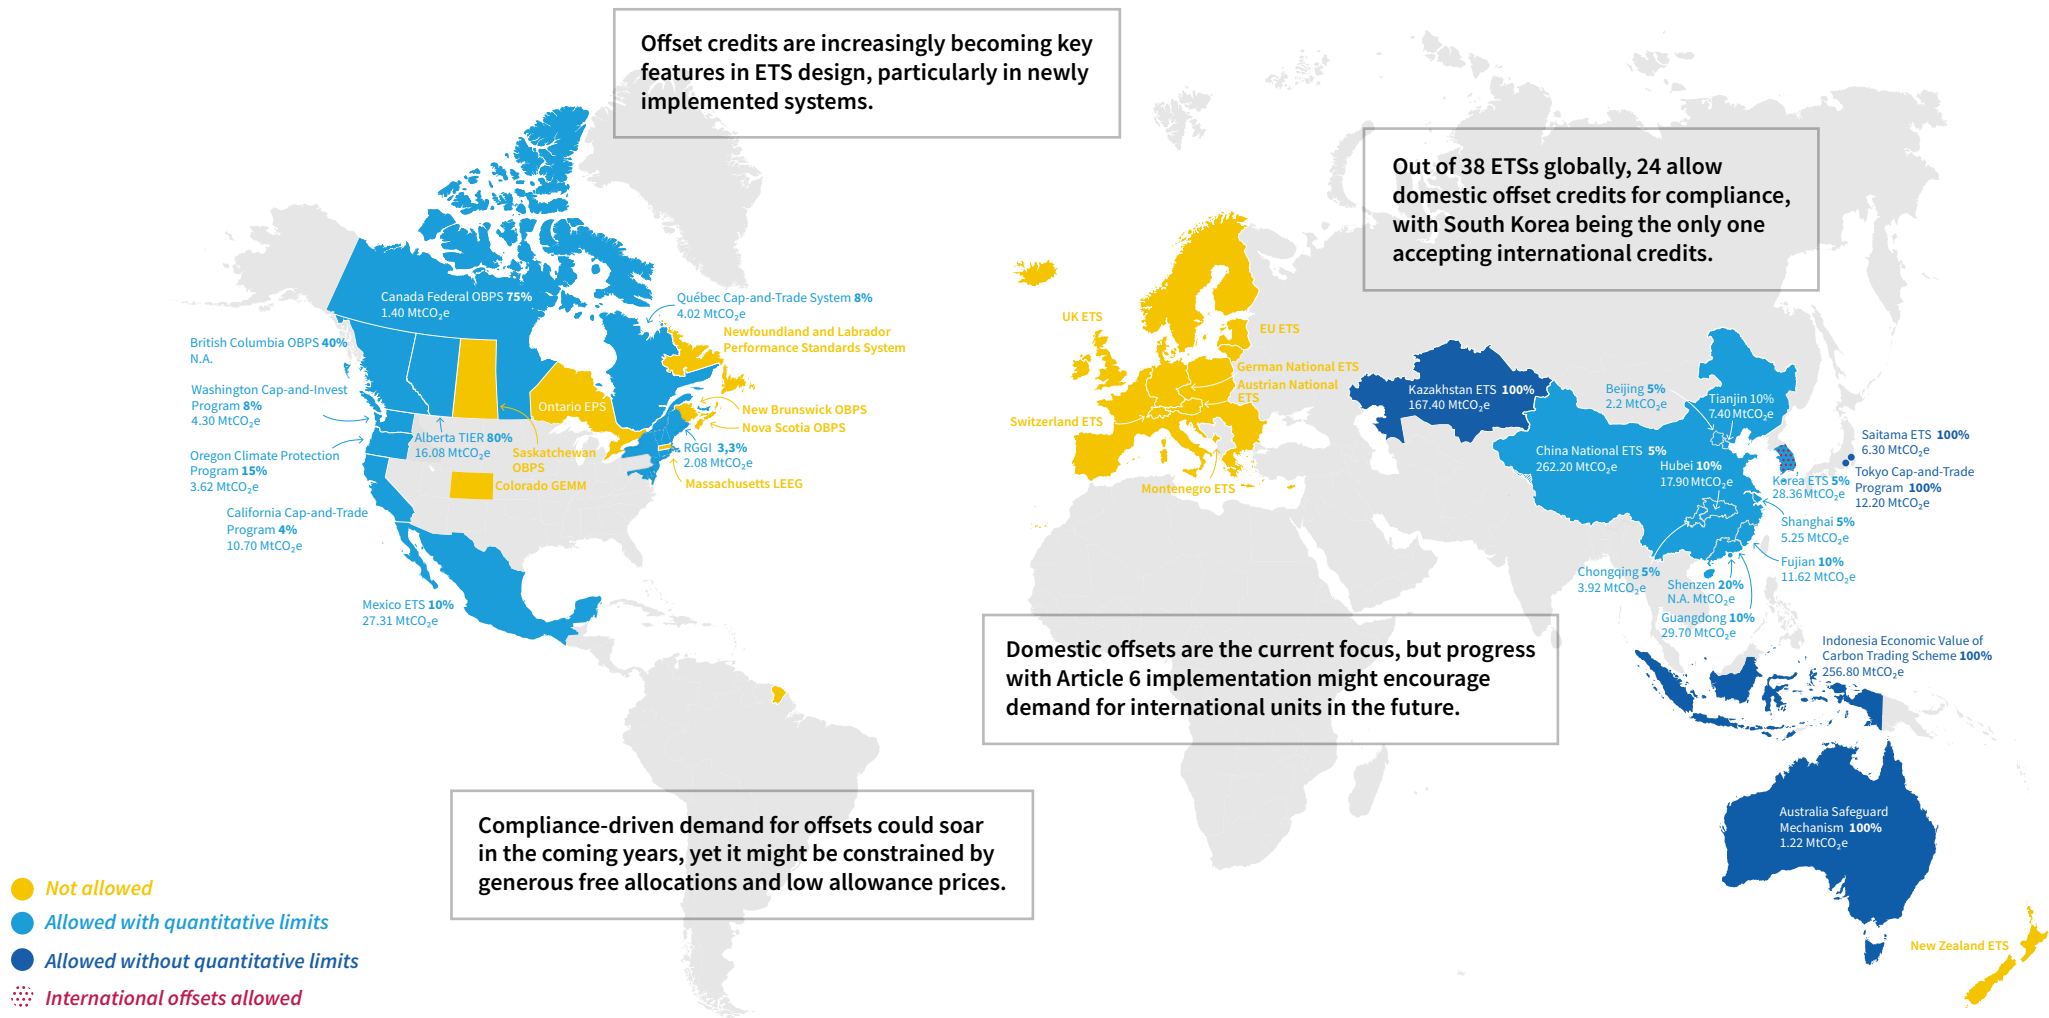 Offset credits are increasingly becoming key
features in ETS design, particularly in newly
implemented systems.
Out of 38 ETSs globally, 24 allow
domestic offset credits for compliance,
with South Korea being the only one
accepting international credits.
Canada Federal OBPS 75%
1.40 MtCO₂e
Québec Cap-and-Trade System 8%
4.02 MtCO₂e
Newfoundland and Labrador
Performance Standards System
British Columbia OBPS 40%
N.A.
Washington Cap-and-Invest
Program 8%
4.30 MtCO₂e
Oregon Climate Protection
Program 15%
3.62 MtCO₂e
California Cap-and-Trade
Program 4%
10.70 MtCO₂e
Alberta TIER 80%
16.08 MtCO₂e
Saskatchewan
OBPS
Colorado GEMM
Ontario EPS
New Brunswick OBPS
Nova Scotia OBPS
RGGI 3,3%
2.08 MtCO₂e
Massachusetts LEEG
Mexico ETS 10%
27.31 MtCO₂e
UK ETS
EU ETS
German National ETS
Austrian National
ETS
Switzerland ETS
Montenegro ETS
Kazakhstan ETS 100%
167.40 MtCO₂e
Beijing 5%
2.2 MtCO₂e
Tianjin 10%
7.40 MtCO₂e
China National ETS 5%
262.20 MtCO₂e
Hubei 10%
17.90 MtCO₂e
Saitama ETS 100%
6.30 MtCO₂e
Korea ETS 5%
28.36 MtCO₂e
Tokyo Cap-and-Trade
Program 100%
12.20 MtCO₂e
Shanghai 5%
5.25 MtCO₂e
Fujian 10%
11.62 MtCO₂e
Chongqing 5%
3.92 MtCO₂e
Shenzen 20%
N.A. MtCO₂e
Guangdong 10%
29.70 MtCO₂e
Indonesia Economic Value of
Carbon Trading Scheme 100%
256.80 MtCO₂e
Domestic offsets are the current focus, but progress
with Article 6 implementation might encourage
demand for international units in the future.
Australia Safeguard
Mechanism 100%
1.22 MtCO₂e
New Zealand ETS
Compliance-driven demand for offsets could soar
in the coming years, yet it might be constrained by
generous free allocations and low allowance prices.
Not allowed
Allowed with quantitative limits
Allowed without quantitative limits
International offsets allowed